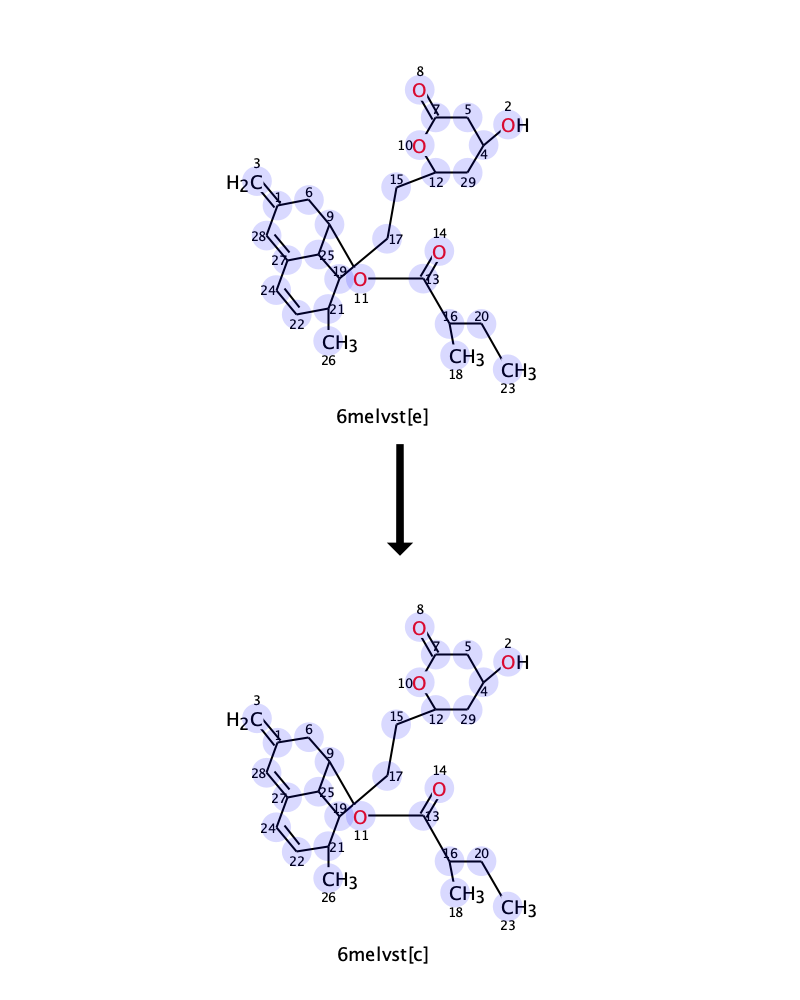 8
O
2
7 5
OH
10 O
4
3
H2C 15 12 29
1 6
9
28 17 14
O
27 25
19 O 13
24
11
21
22
16 20
CH3 CH3
26 18
CH3
23
6melvst[e]
8
O
2
7 5
OH
10 O
4
3
H2C 15 12 29
1 6
9
28 17 14
O
27 25
19 O 13
24
11
21
22
16 20
CH3 CH3
26 18
CH3
23
6melvst[c]